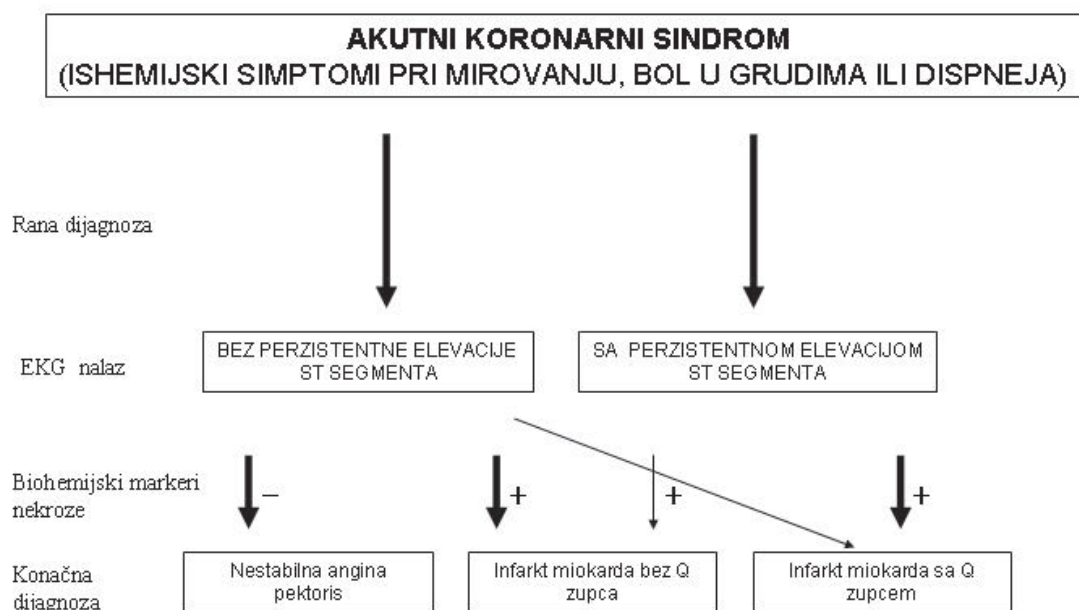 AKUTNI KORONARNI SINDROM
(ISHEMIJSKI SIMPTOMI PRI MIROVANJU, BOL U GRUDIMA ILI DISPNEJA)
Rana dijagnoza
EKG nalaz
BEZ PERZISTENTNE ELEVACIJE
ST SEGMENTA
SA PERZISTENTNOM ELEVACIJOM
ST SEGMENTA
Biohemijski markeri
nekroze
−
+
+
+
Konačna
dijagnoza
Nestabilna angina
pektoris
Infarkt miokarda bez Q
zupca
Infarkt miokarda sa Q
zupcem